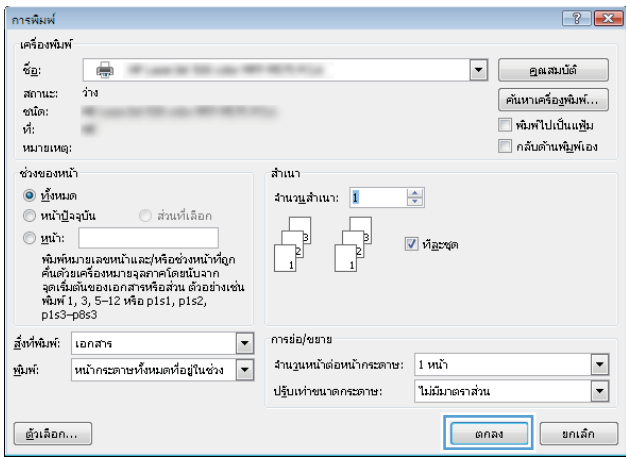 การพิมพ์
เครื่องพิมพ์
ชื่อ:
คุณสมบัติ
สถานะ: ว่าง
ค้นหาเครื่องพิมพ์...
ชนิด:
ที่:
พิมพ์ไปเป็นแฟ้ม
หมายเหตุ:
กลับด้านพิมพ์เอง
ช่วงของหน้า
ทั้งหมด
หน้าปัจจุบัน
ส่วนที่เลือก
หน้า:
พิมพ์หมายเลขหน้าและ/หรือช่วงหน้าที่ถูก
คั่นด้วยเครื่องหมายจุลภาคโดยนับจาก
จุดเริ่มต้นของเอกสารหรือส่วน ตัวอย่างเช่น
พิมพ์ 1, 3, 5–12 หรือ p1s1, p1s2,
p1s3–p8s3
สำเนา
จำนวนสำเนา: 1
3 3
2 2
1 1
ทีละชุด
สิ่งที่พิมพ์: เอกสาร
พิมพ์: หน้ากระดาษทั้งหมดที่อยู่ในช่วง
การย่อ/ขยาย
จำนวนหน้าต่อหน้ากระดาษ: 1 หน้า
ปรับเท่าขนาดกระดาษ: ไม่มีมาตราส่วน
ตัวเลือก...
ตกลง
ยกเลิก